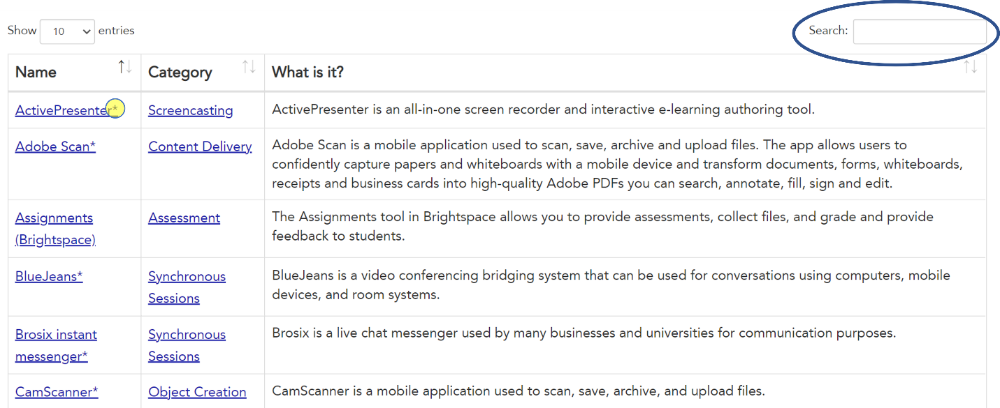 Show 10 entries Search:
Name Category What is it?
ActivePresenter* Screencasting ActivePresenter is an all-in-one screen recorder and interactive e-learning authoring tool.
Adobe Scan* Content Delivery Adobe Scan is a mobile application used to scan, save, archive and upload files. The app allows users to
confidently capture papers and whiteboards with a mobile device and transform documents, forms, whiteboards,
receipts and business cards into high-quality Adobe PDFs you can search, annotate, fill, sign and edit.
Assignments Assessment The Assignments tool in Brightspace allows you to provide assessments, collect files, and grade and provide
(Brightspace) feedback to students.
BlueJeans* Synchronous BlueJeans is a video conferencing bridging system that can be used for conversations using computers, mobile
Sessions devices, and room systems.
Brosix instant Synchronous Brosix is a live chat messenger used by many businesses and universities for communication purposes.
messenger* Sessions
CamScanner* Object Creation CamScanner is a mobile application used to scan, save, archive, and upload files.